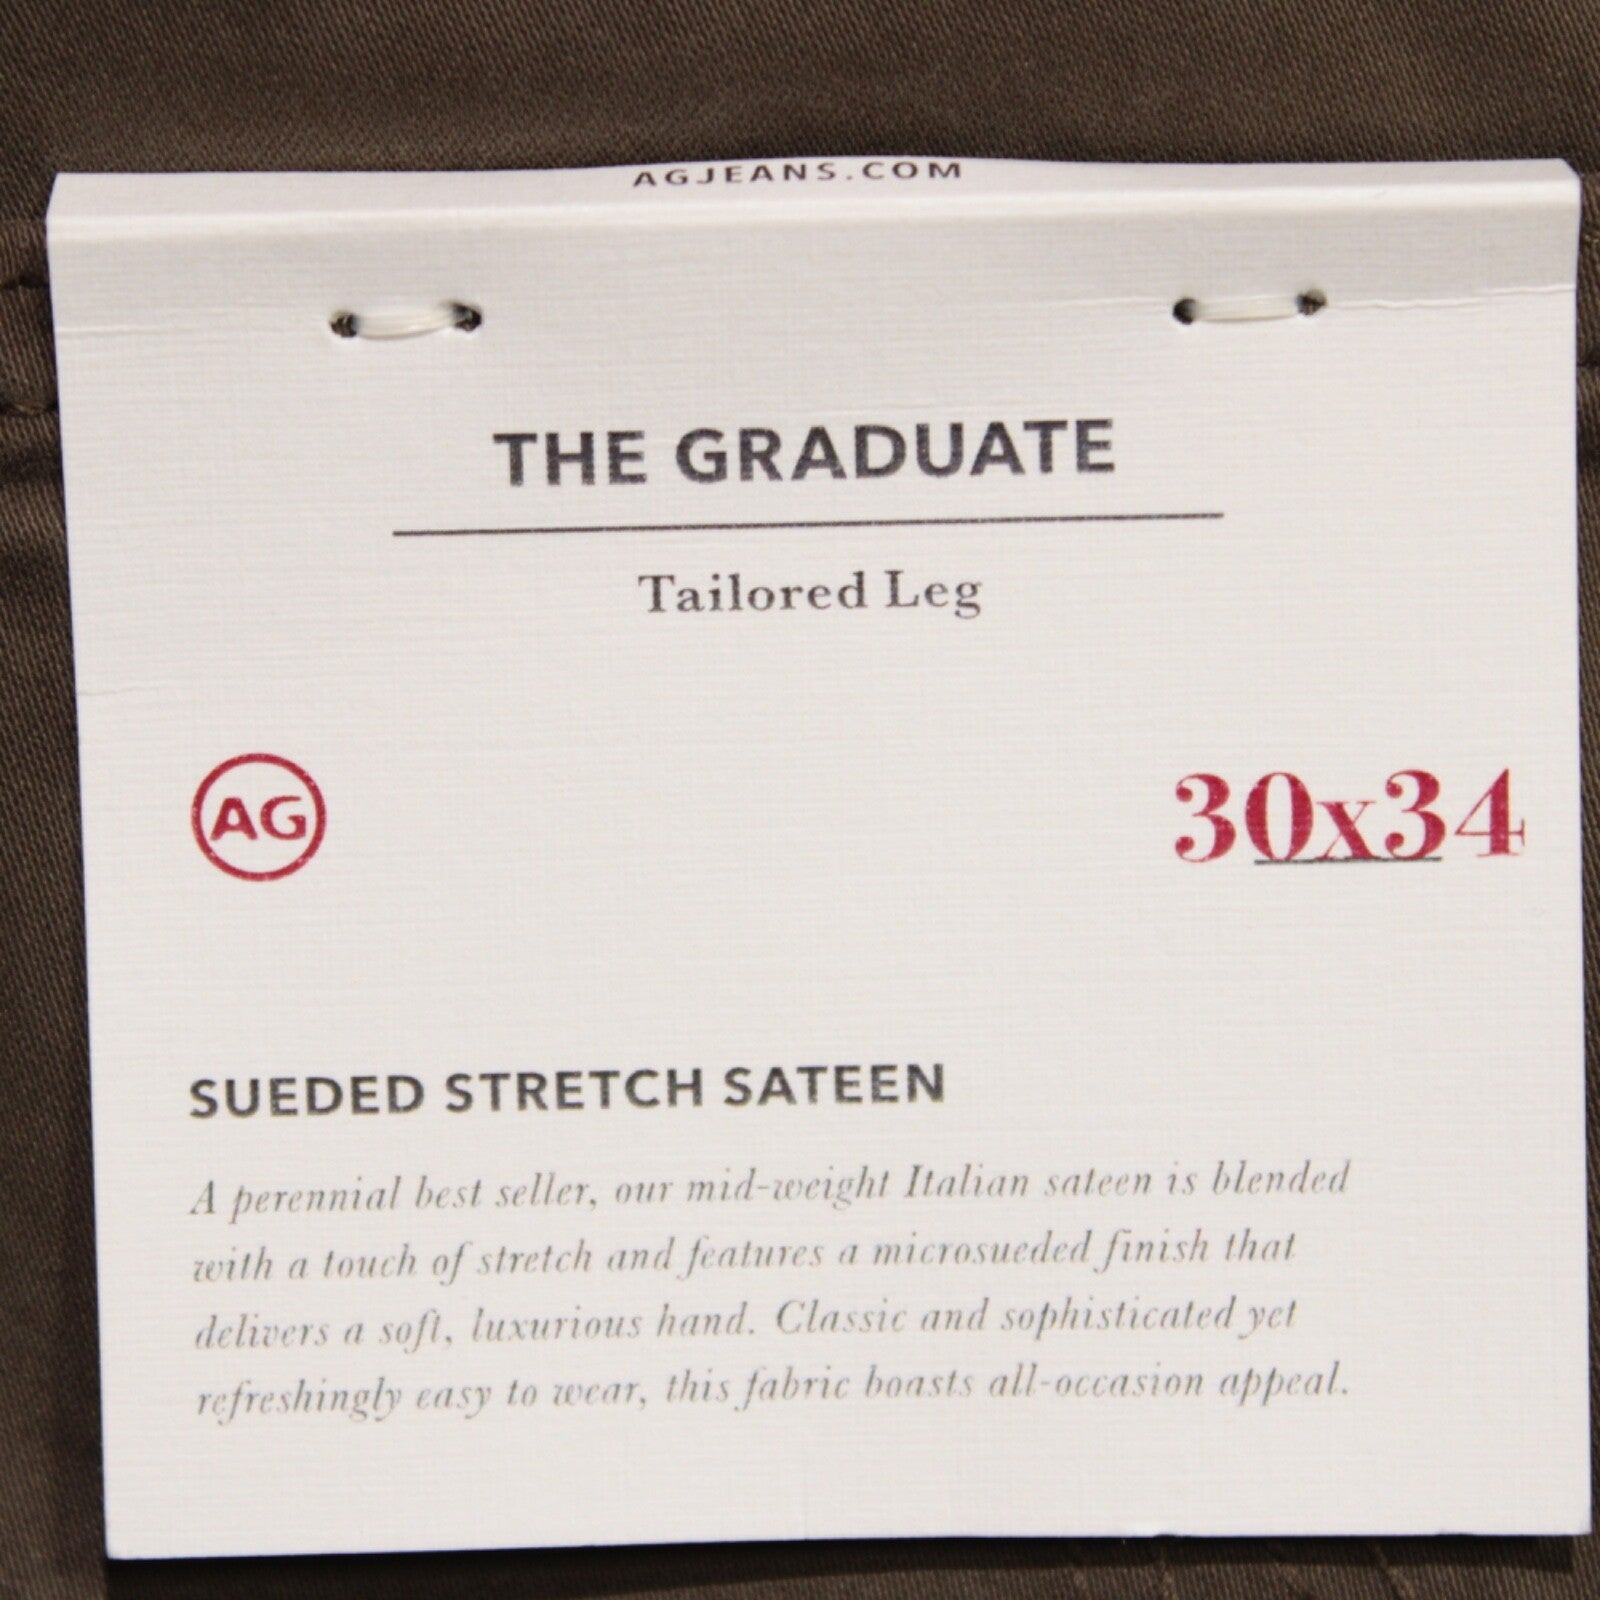 AGJEANS.COM
THE GRADUATE
Tailored Leg
AG
30x34
SUEDED STRETCH SATEEN
A perennial best seller, our mid-weight Italian sateen is blended
with a touch of stretch and features a microsueded finish that
delivers a soft, luxurious hand. Classic and sophisticated yet
refreshingly easy to wear, this fabric boasts all-occasion appeal.